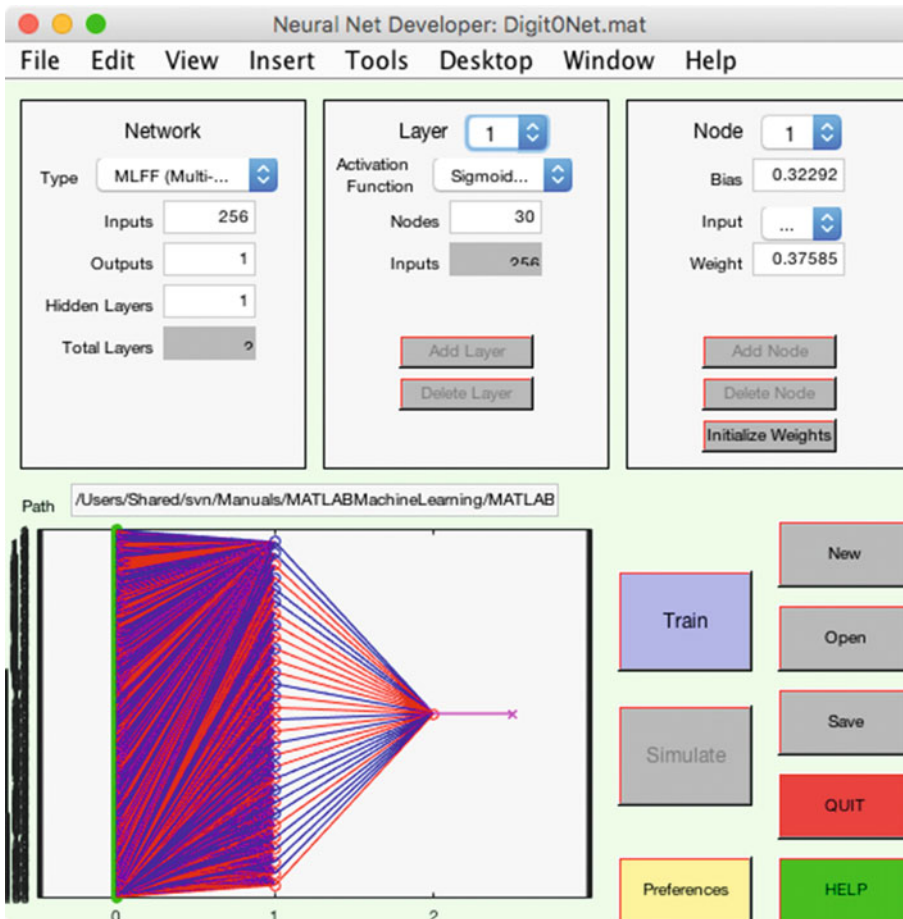 Neural Net Developer: Digit0Net.mat
File Edit View Insert Tools Desktop Window Help
Network
Type MLFF (Multi-...
Inputs 256
Outputs 1
Hidden Layers 1
Total Layers
Layer 1
Activation
Function Sigmoid...
Nodes 30
Inputs 256
Add Layer
Delete Layer
Node 1
Bias 0.32292
Input ...
Weight 0.37585
Add Node
Delete Node
Initialize Weights
Path /Users/Shared/svn/Manuals/MATLABMachineLearning/MATLAB
Train
Simulate
Preferences
New
Open
Save
QUIT
HELP
0 1 2